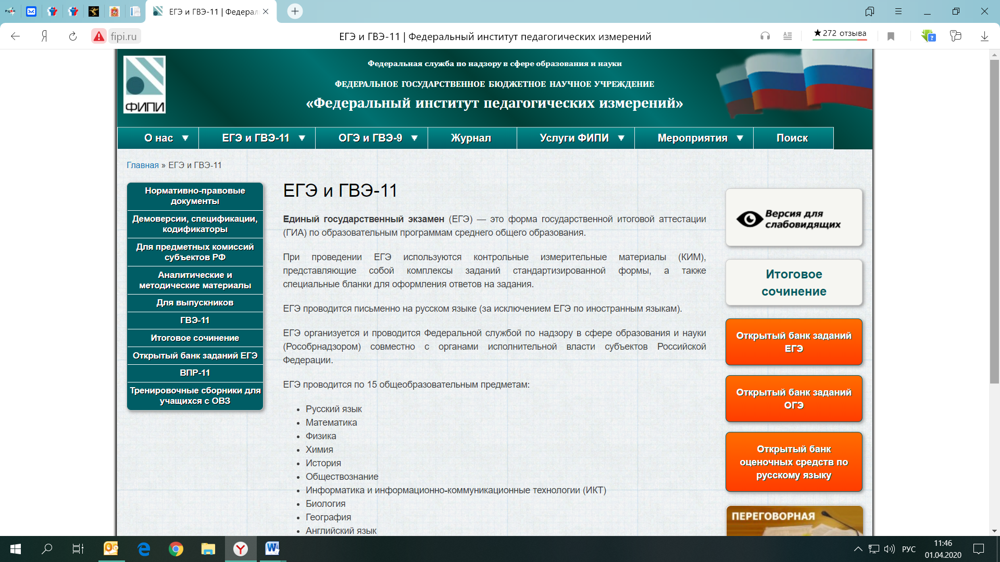 РЦОИ
ЕГЭ и ГВЭ-11 | Федерал
fipi.ru
ЕГЭ и ГВЭ-11 | Федеральный институт педагогических измерений
★272 отзыва
ФИПИ
Федеральная служба по надзору в сфере образования и науки
ФЕДЕРАЛЬНОЕ ГОСУДАРСТВЕННОЕ БЮДЖЕТНОЕ НАУЧНОЕ УЧРЕЖДЕНИЕ
«Федеральный институт педагогических измерений»
О нас ▼ ЕГЭ и ГВЭ-11 ▼ ОГЭ и ГВЭ-9 ▼ Журнал Услуги ФИПИ ▼ Мероприятия ▼ Поиск
Главная » ЕГЭ и ГВЭ-11
Нормативно-правовые
документы
Демоверсии, спецификации,
кодификаторы
Для предметных комиссий
субъектов РФ
Аналитические и
методические материалы
Для выпускников
ГВЭ-11
Итоговое сочинение
Открытый банк заданий ЕГЭ
ВПР-11
Тренировочные сборники для
учащихся с ОВЗ
ЕГЭ и ГВЭ-11
Единый государственный экзамен (ЕГЭ) — это форма государственной итоговой аттестации
(ГИА) по образовательным программам среднего общего образования.
При проведении ЕГЭ используются контрольные измерительные материалы (КИМ),
представляющие собой комплексы заданий стандартизированной формы, а также
специальные бланки для оформления ответов на задания.
ЕГЭ проводится письменно на русском языке (за исключением ЕГЭ по иностранным языкам).
ЕГЭ организуется и проводится Федеральной службой по надзору в сфере образования и науки
(Рособрнадзором) совместно с органами исполнительной власти субъектов Российской
Федерации.
ЕГЭ проводится по 15 общеобразовательным предметам:
• Русский язык
• Математика
• Физика
• Химия
• История
• Обществознание
• Информатика и информационно-коммуникационные технологии (ИКТ)
• Биология
• География
• Английский язык
Версия для
слабовидящих
Итоговое
сочинение
Открытый банк заданий
ЕГЭ
Открытый банк заданий
ОГЭ
Открытый банк
оценочных средств по
русскому языку
ПЕРЕГОВОРНАЯ
РУС
11:46
01.04.2020